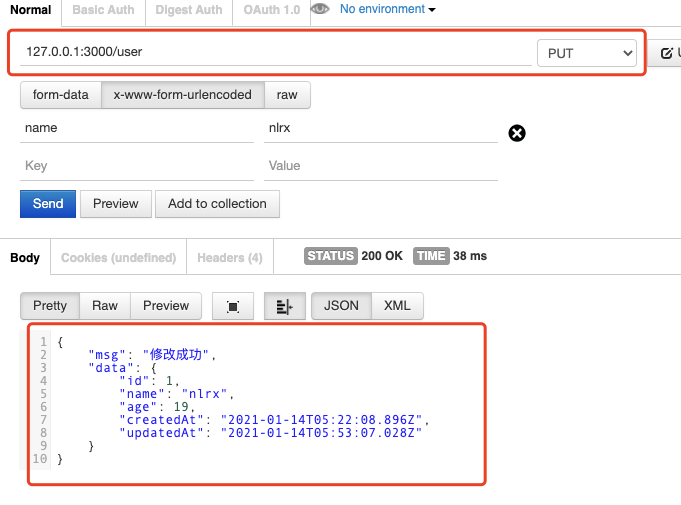 Normal Basic Auth Digest Auth OAuth 1.0 No environment
127.0.0.1:3000/user PUT
form-data x-www-form-urlencoded raw
name nlrx
Key Value
Send Preview Add to collection
Body Cookies (undefined) Headers (4) STATUS 200 OK TIME 38 ms
Pretty Raw Preview JSON XML
1 {
2 "msg": "修改成功",
3 "data": {
4 "id": 1,
5 "name": "nlrx",
6 "age": 19,
7 "createdAt": "2021-01-14T05:22:08.896Z",
8 "updatedAt": "2021-01-14T05:53:07.028Z"
9 }
10 }